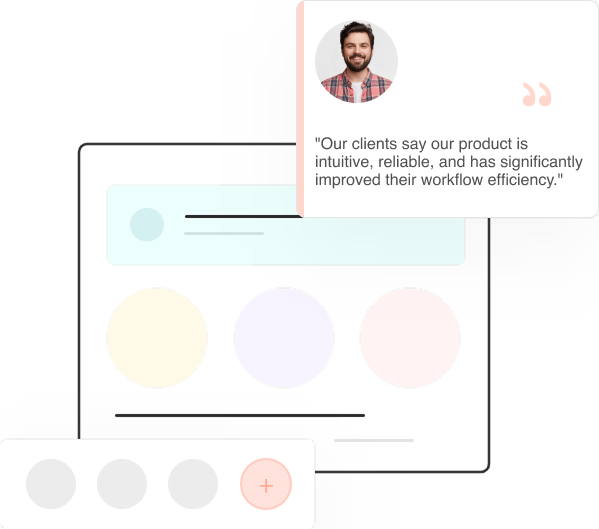 "Our clients say our product is
intuitive, reliable, and has significantly
improved their workflow efficiency."